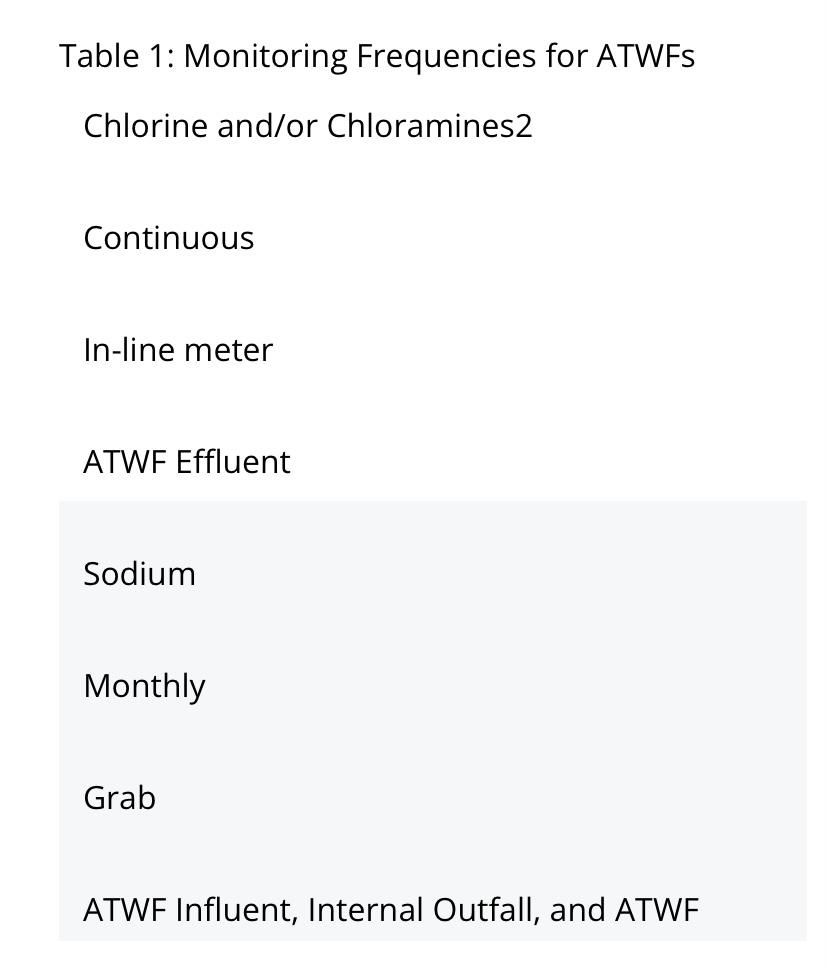 Table 1: Monitoring Frequencies for ATWFs
Chlorine and/or Chloramines2
Continuous
In-line meter
ATWF Effluent
Sodium
Monthly
Grab
ATWF Influent, Internal Outfall, and ATWF